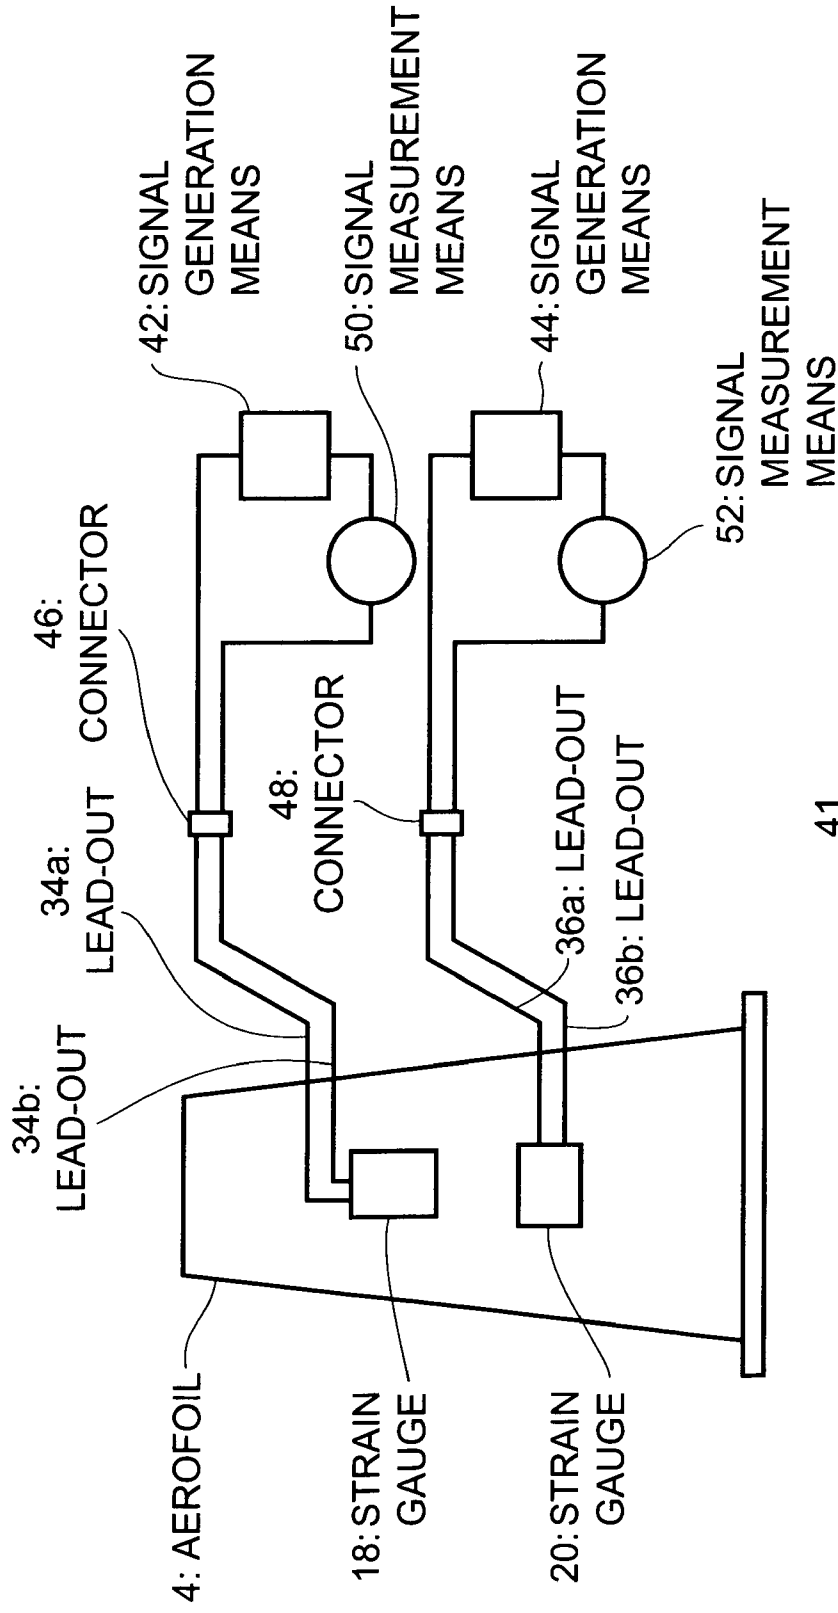 4: AEROFOIL
34b:
LEAD-OUT
34a:
LEAD-OUT
46:
CONNECTOR
42: SIGNAL
GENERATION
MEANS
50: SIGNAL
MEASUREMENT
MEANS
18: STRAIN
GAUGE
48:
CONNECTOR
44: SIGNAL
GENERATION
MEANS
20: STRAIN
GAUGE
36a: LEAD-OUT
36b: LEAD-OUT
52: SIGNAL
MEASUREMENT
MEANS
41